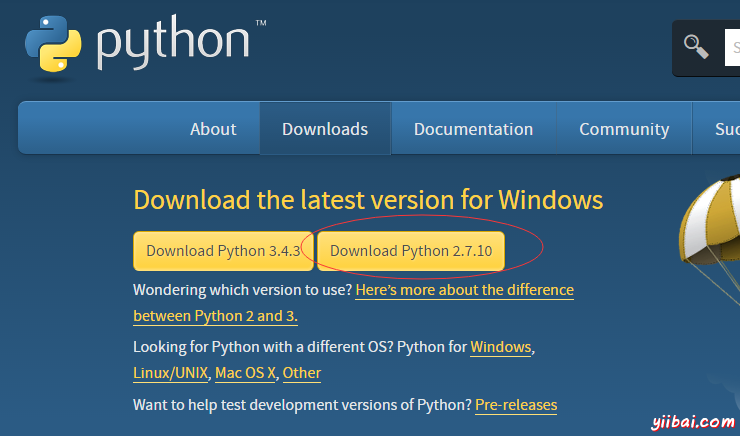 python™
S
About Downloads Documentation Community Suc
Download the latest version for Windows
Download Python 3.4.3 Download Python 2.7.10
Wondering which version to use? Here's more about the difference
between Python 2 and 3.
Looking for Python with a different OS? Python for Windows,
Linux/UNIX, Mac OS X, Other
Want to help test development versions of Python? Pre-releases
yiibai.com